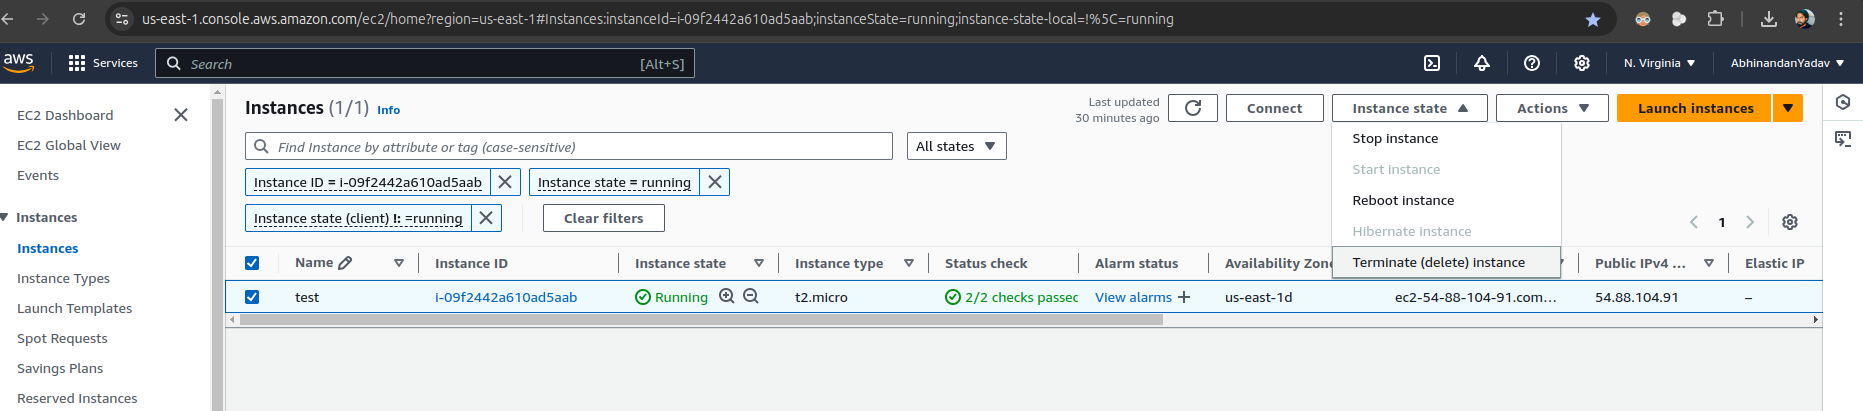 us-east-1.console.aws.amazon.com/ec2/home?region=us-east-1#Instances:instanceId=i-09f2442a610ad5aab;instanceState=running;instance-state-local=!%5C=running
aws
Services
Search
[Alt+S]
N. Virginia
AbhinandanYadav
EC2 Dashboard
EC2 Global View
Events
Instances
Instances
Instance Types
Launch Templates
Spot Requests
Savings Plans
Reserved Instances
Instances (1/1) Info
Last updated
30 minutes ago
Connect
Instance state
Actions
Launch instances
Find Instance by attribute or tag (case-sensitive)
All states
Instance ID = i-09f2442a610ad5aab
Instance state = running
Instance state (client) !: =running
Clear filters
Stop instance
Start instance
Reboot instance
Hibernate instance
Terminate (delete) instance
1
Name Instance ID Instance state Instance type Status check Alarm status Availability Zone Public IPv4 ... Elastic IP
test i-09f2442a610ad5aab Running t2.micro 2/2 checks passed View alarms + us-east-1d ec2-54-88-104-91.com... 54.88.104.91 –